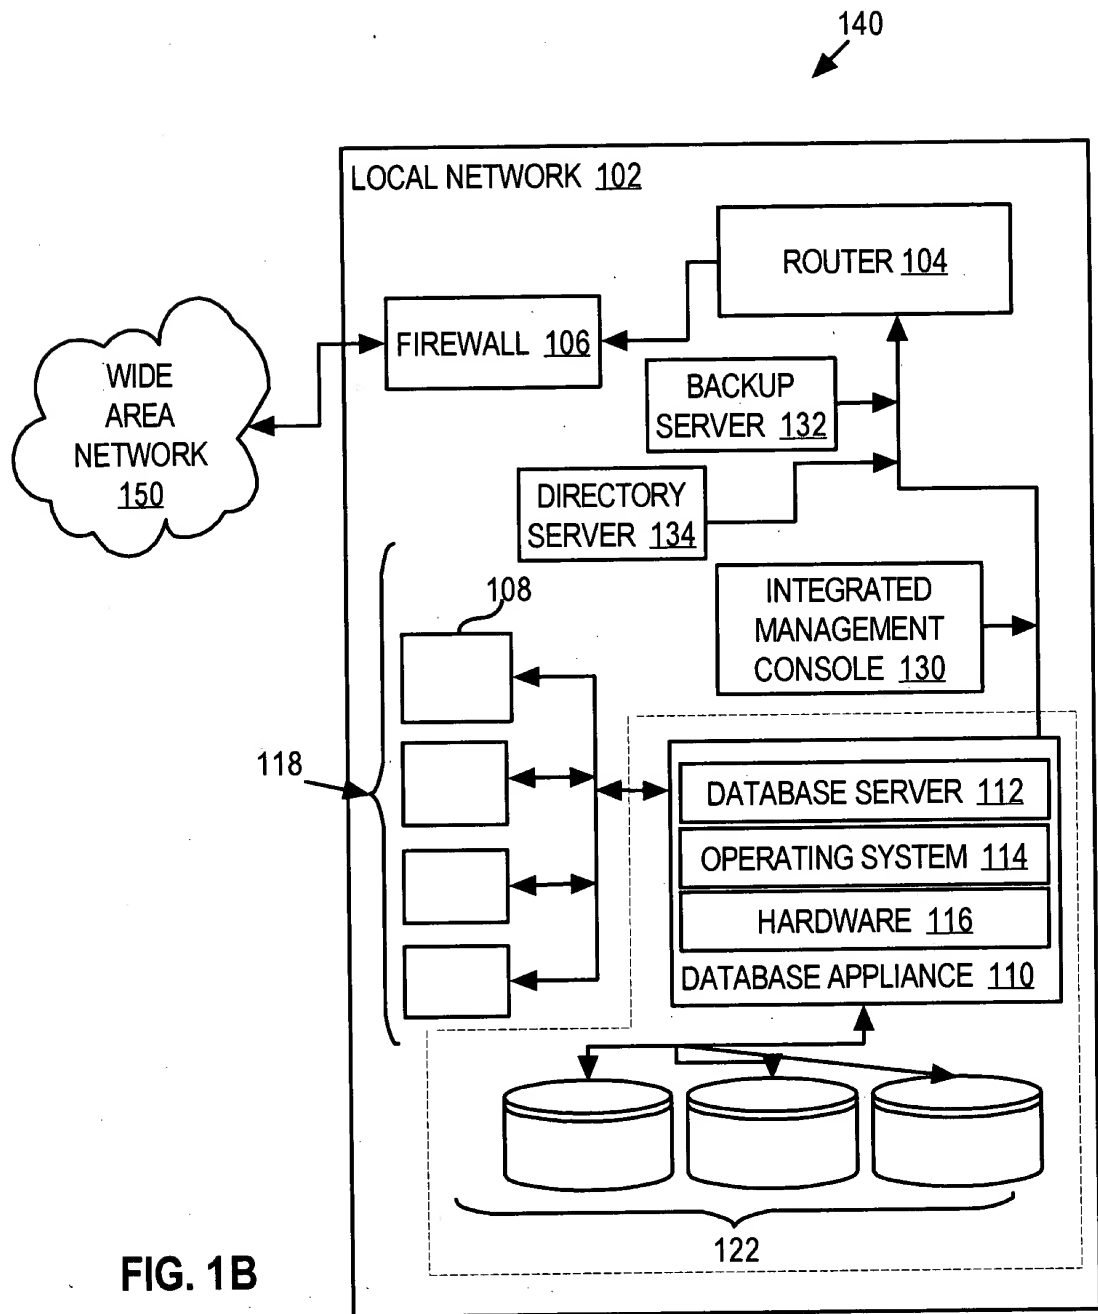 140
LOCAL NETWORK 102
ROUTER 104
FIREWALL 106
WIDE
AREA
NETWORK
150
BACKUP
SERVER 132
DIRECTORY
SERVER 134
INTEGRATED
MANAGEMENT
CONSOLE 130
108
118
DATABASE SERVER 112
OPERATING SYSTEM 114
HARDWARE 116
DATABASE APPLIANCE 110
122
FIG. 1B